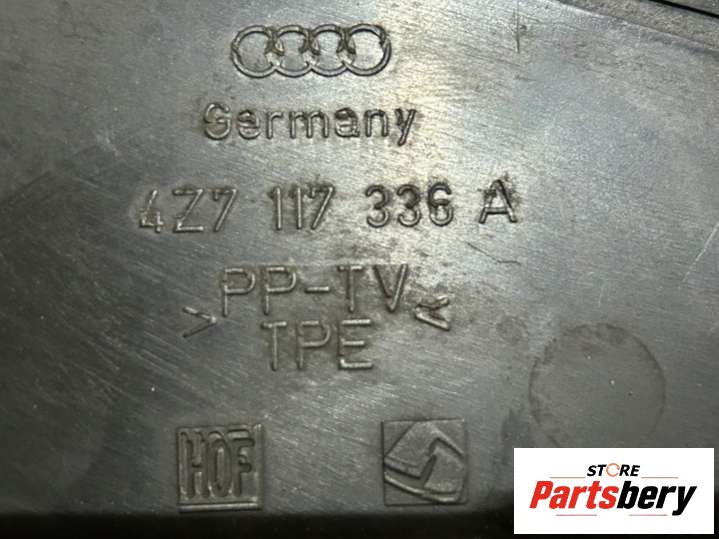 Germany
4Z7 117 336 A
>PP-TV<
TPE
HOF
STORE
Partsbery